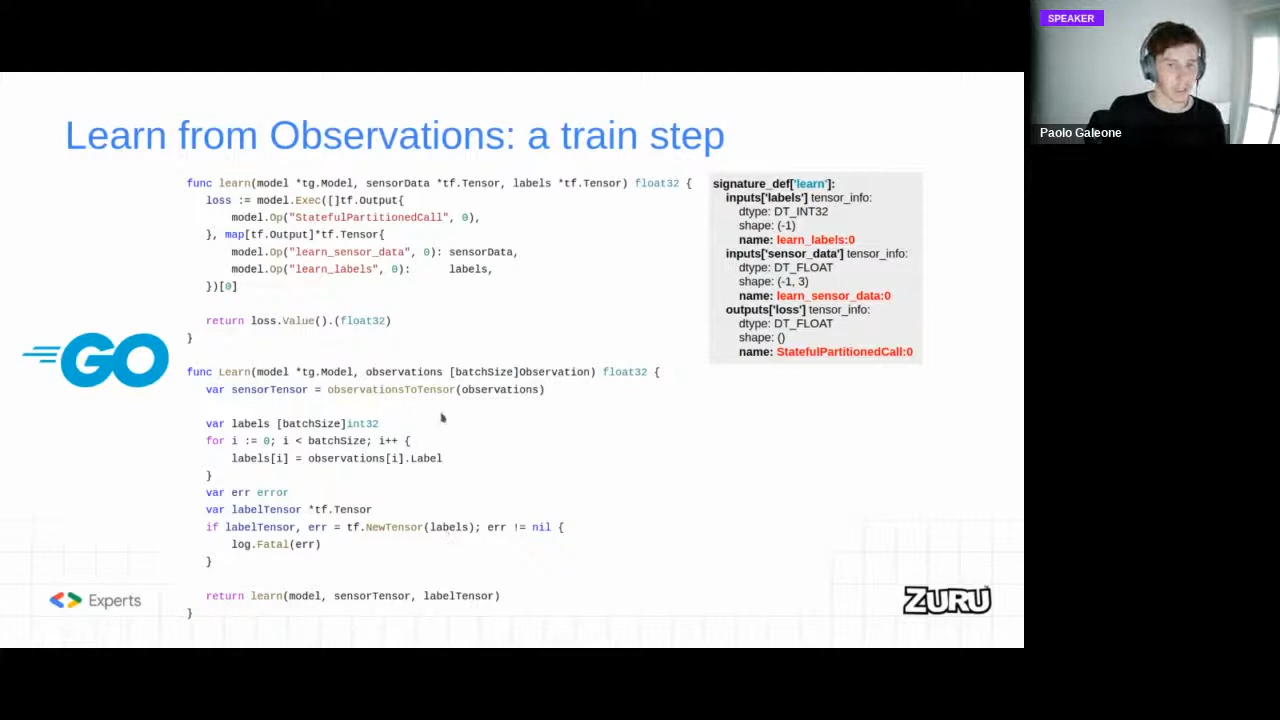 Learn from Observations: a train step
func learn(model *tg.Model, sensorData *tf.Tensor, labels *tf.Tensor) float32 {
loss := model.Exec([]tf.Output{
model.Op("StatefulPartitionedCall", 0),
}, map[tf.Output]*tf.Tensor{
model.Op("learn_sensor_data", 0): sensorData,
model.Op("learn_labels", 0): labels,
})[0]
return loss.Value().(float32)
}
func Learn(model *tg.Model, observations [batchSize]Observation) float32 {
var sensorTensor = observationsToTensor(observations)
var labels [batchSize]int32
for i := 0; i < batchSize; i++ {
labels[i] = observations[i].Label
}
var err error
var labelTensor *tf.Tensor
if labelTensor, err = tf.NewTensor(labels); err != nil {
log.Fatal(err)
}
return learn(model, sensorTensor, labelTensor)
}
signature_def['learn']:
inputs['labels'] tensor_info:
dtype: DT_INT32
shape: (-1)
name: learn_labels:0
inputs['sensor_data'] tensor_info:
dtype: DT_FLOAT
shape: (-1, 3)
name: learn_sensor_data:0
outputs['loss'] tensor_info:
dtype: DT_FLOAT
shape: ()
name: StatefulPartitionedCall:0
GO
Experts
ZURU
SPEAKER
Paolo Galeone